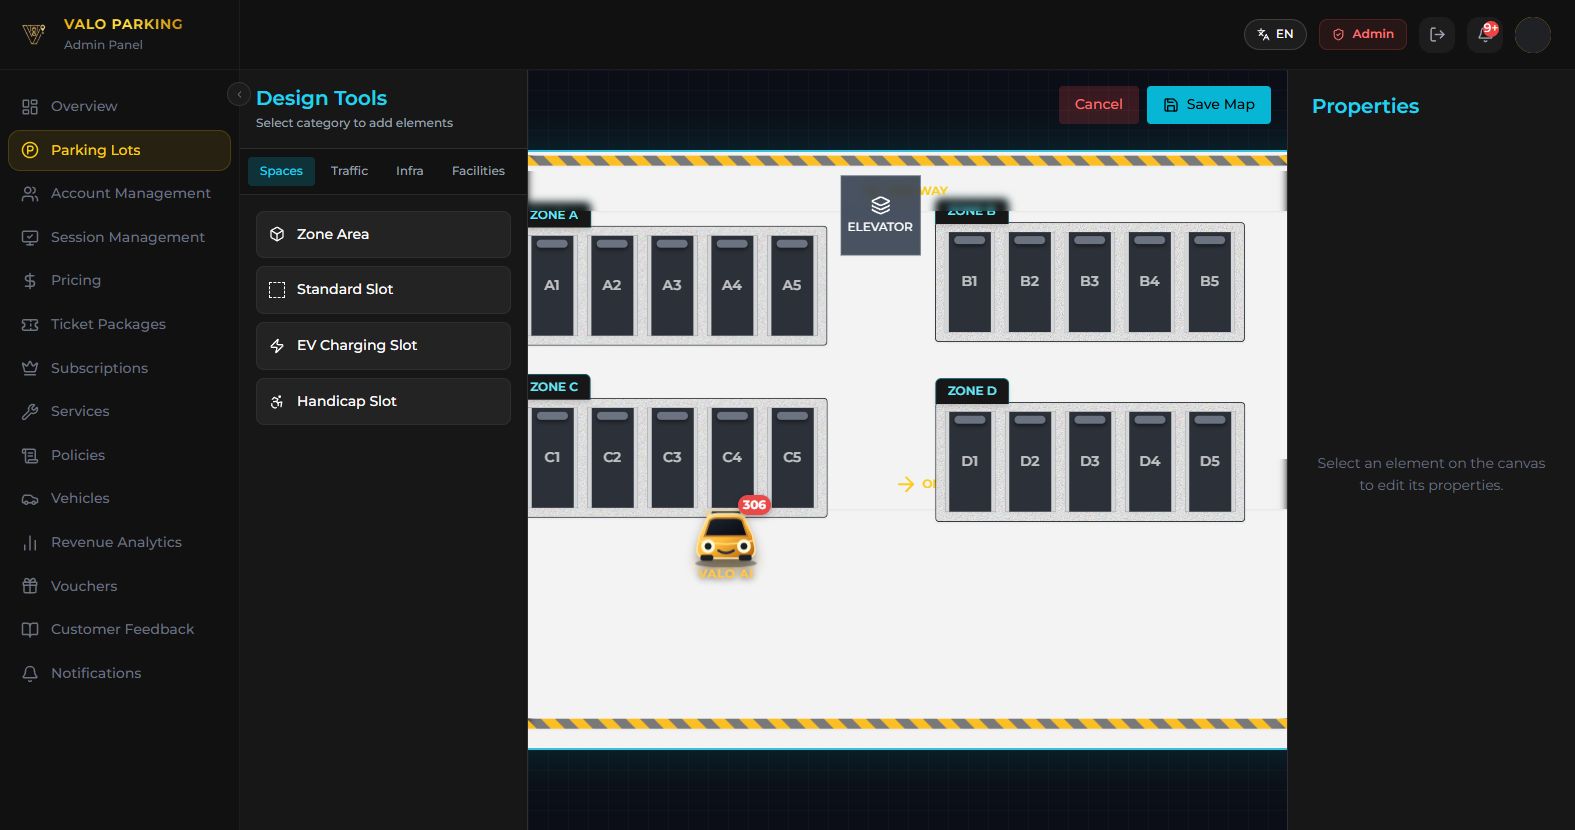 VALO PARKING
Admin Panel
EN
Admin
9+
Overview
Parking Lots
Account Management
Session Management
Pricing
Ticket Packages
Subscriptions
Services
Policies
Vehicles
Revenue Analytics
Vouchers
Customer Feedback
Notifications
Design Tools
Select category to add elements
Spaces
Traffic
Infra
Facilities
Zone Area
Standard Slot
EV Charging Slot
Handicap Slot
Cancel
Save Map
ELEVATOR
ZONE A
A1
A2
A3
A4
A5
ZONE B
B1
B2
B3
B4
B5
ZONE C
C1
C2
C3
C4
C5
ZONE D
D1
D2
D3
D4
D5
306
VALO AI
Properties
Select an element on the canvas
to edit its properties.